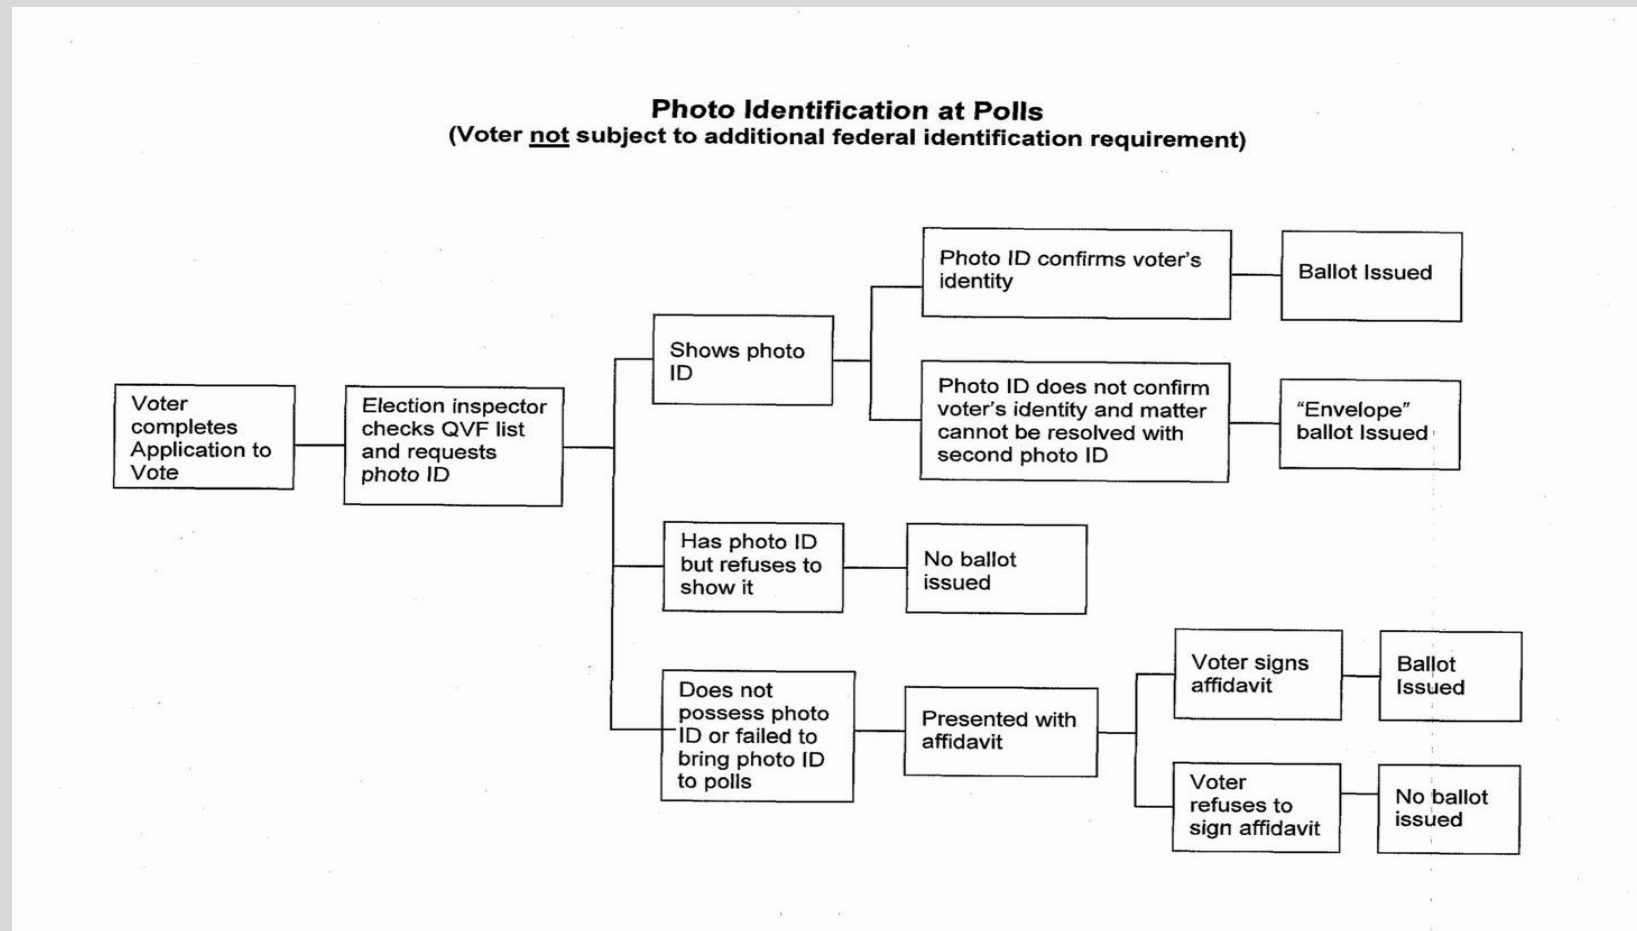 Photo Identification at Polls
(Voter not subject to additional federal identification requirement)
Voter
completes
Application to
Vote
Election inspector
checks QVF list
and requests
photo ID
Shows photo
ID
Photo ID confirms voter's
identity
Ballot Issued
Photo ID does not confirm
voter's identity and matter
cannot be resolved with
second photo ID
"Envelope"
ballot Issued
Has photo ID
but refuses to
show it
No ballot
issued
Does not
possess photo
ID or failed to
bring photo ID
to polls
Presented with
affidavit
Voter signs
affidavit
Ballot
Issued
Voter
refuses to
sign affidavit
No ballot
issued